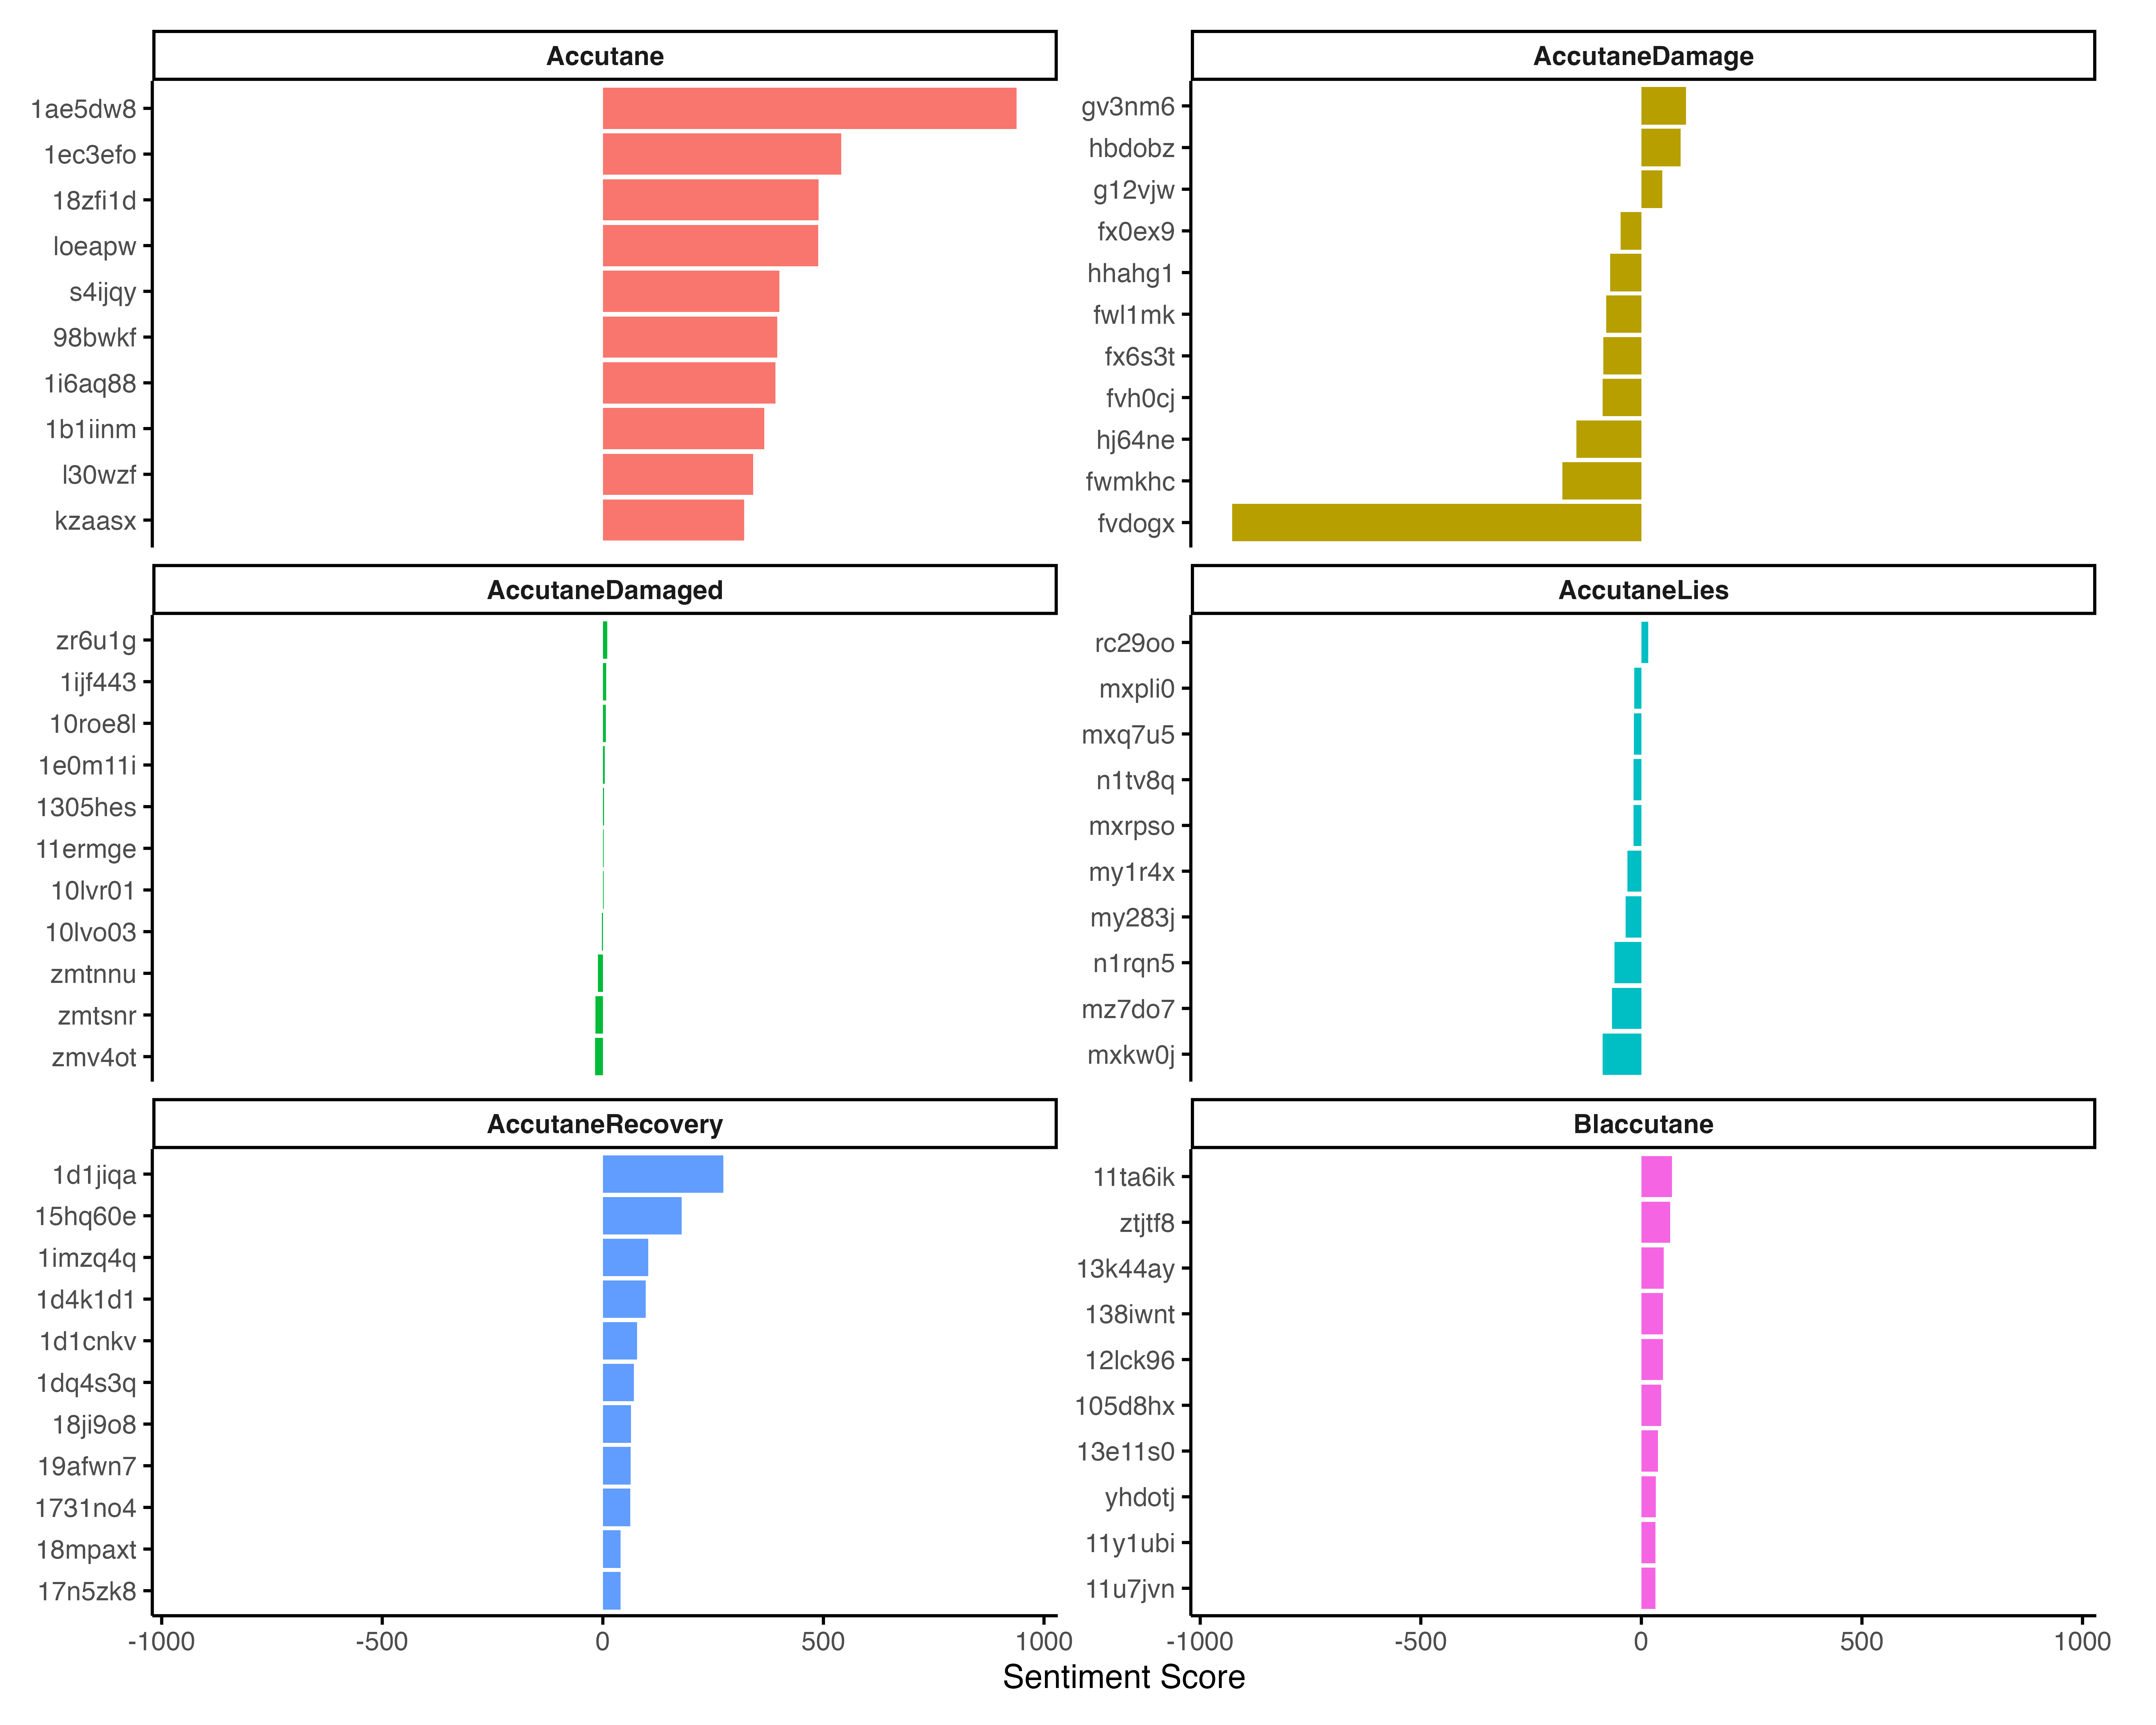 Accutane
1ae5dw8
1ec3efo
18zfi1d
loeapw
s4ijqy
98bwkf
1i6aq88
1b1iinm
l30wzf
kzaasx
AccutaneDamage
gv3nm6
hbdobz
g12vjw
fx0ex9
hhahg1
fwl1mk
fx6s3t
fvh0cj
hj64ne
fwmkhc
fvdogx
AccutaneDamaged
zr6u1g
1ijf443
10roe8l
1e0m11i
1305hes
11ermge
10lvr01
10lvo03
zmtnnu
zmtsnr
zmv4ot
AccutaneLies
rc29oo
mxpli0
mxq7u5
n1tv8q
mxrpso
my1r4x
my283j
n1rqn5
mz7do7
mxkw0j
AccutaneRecovery
1d1jiqa
15hq60e
1imzq4q
1d4k1d1
1d1cnkv
1dq4s3q
18ji9o8
19afwn7
1731no4
18mpaxt
17n5zk8
-1000 -500 0 500 1000
Blaccutane
11ta6ik
ztjtf8
13k44ay
138iwnt
12lck96
105d8hx
13e11s0
yhdotj
11y1ubi
11u7jvn
-1000 -500 0 500 1000
Sentiment Score